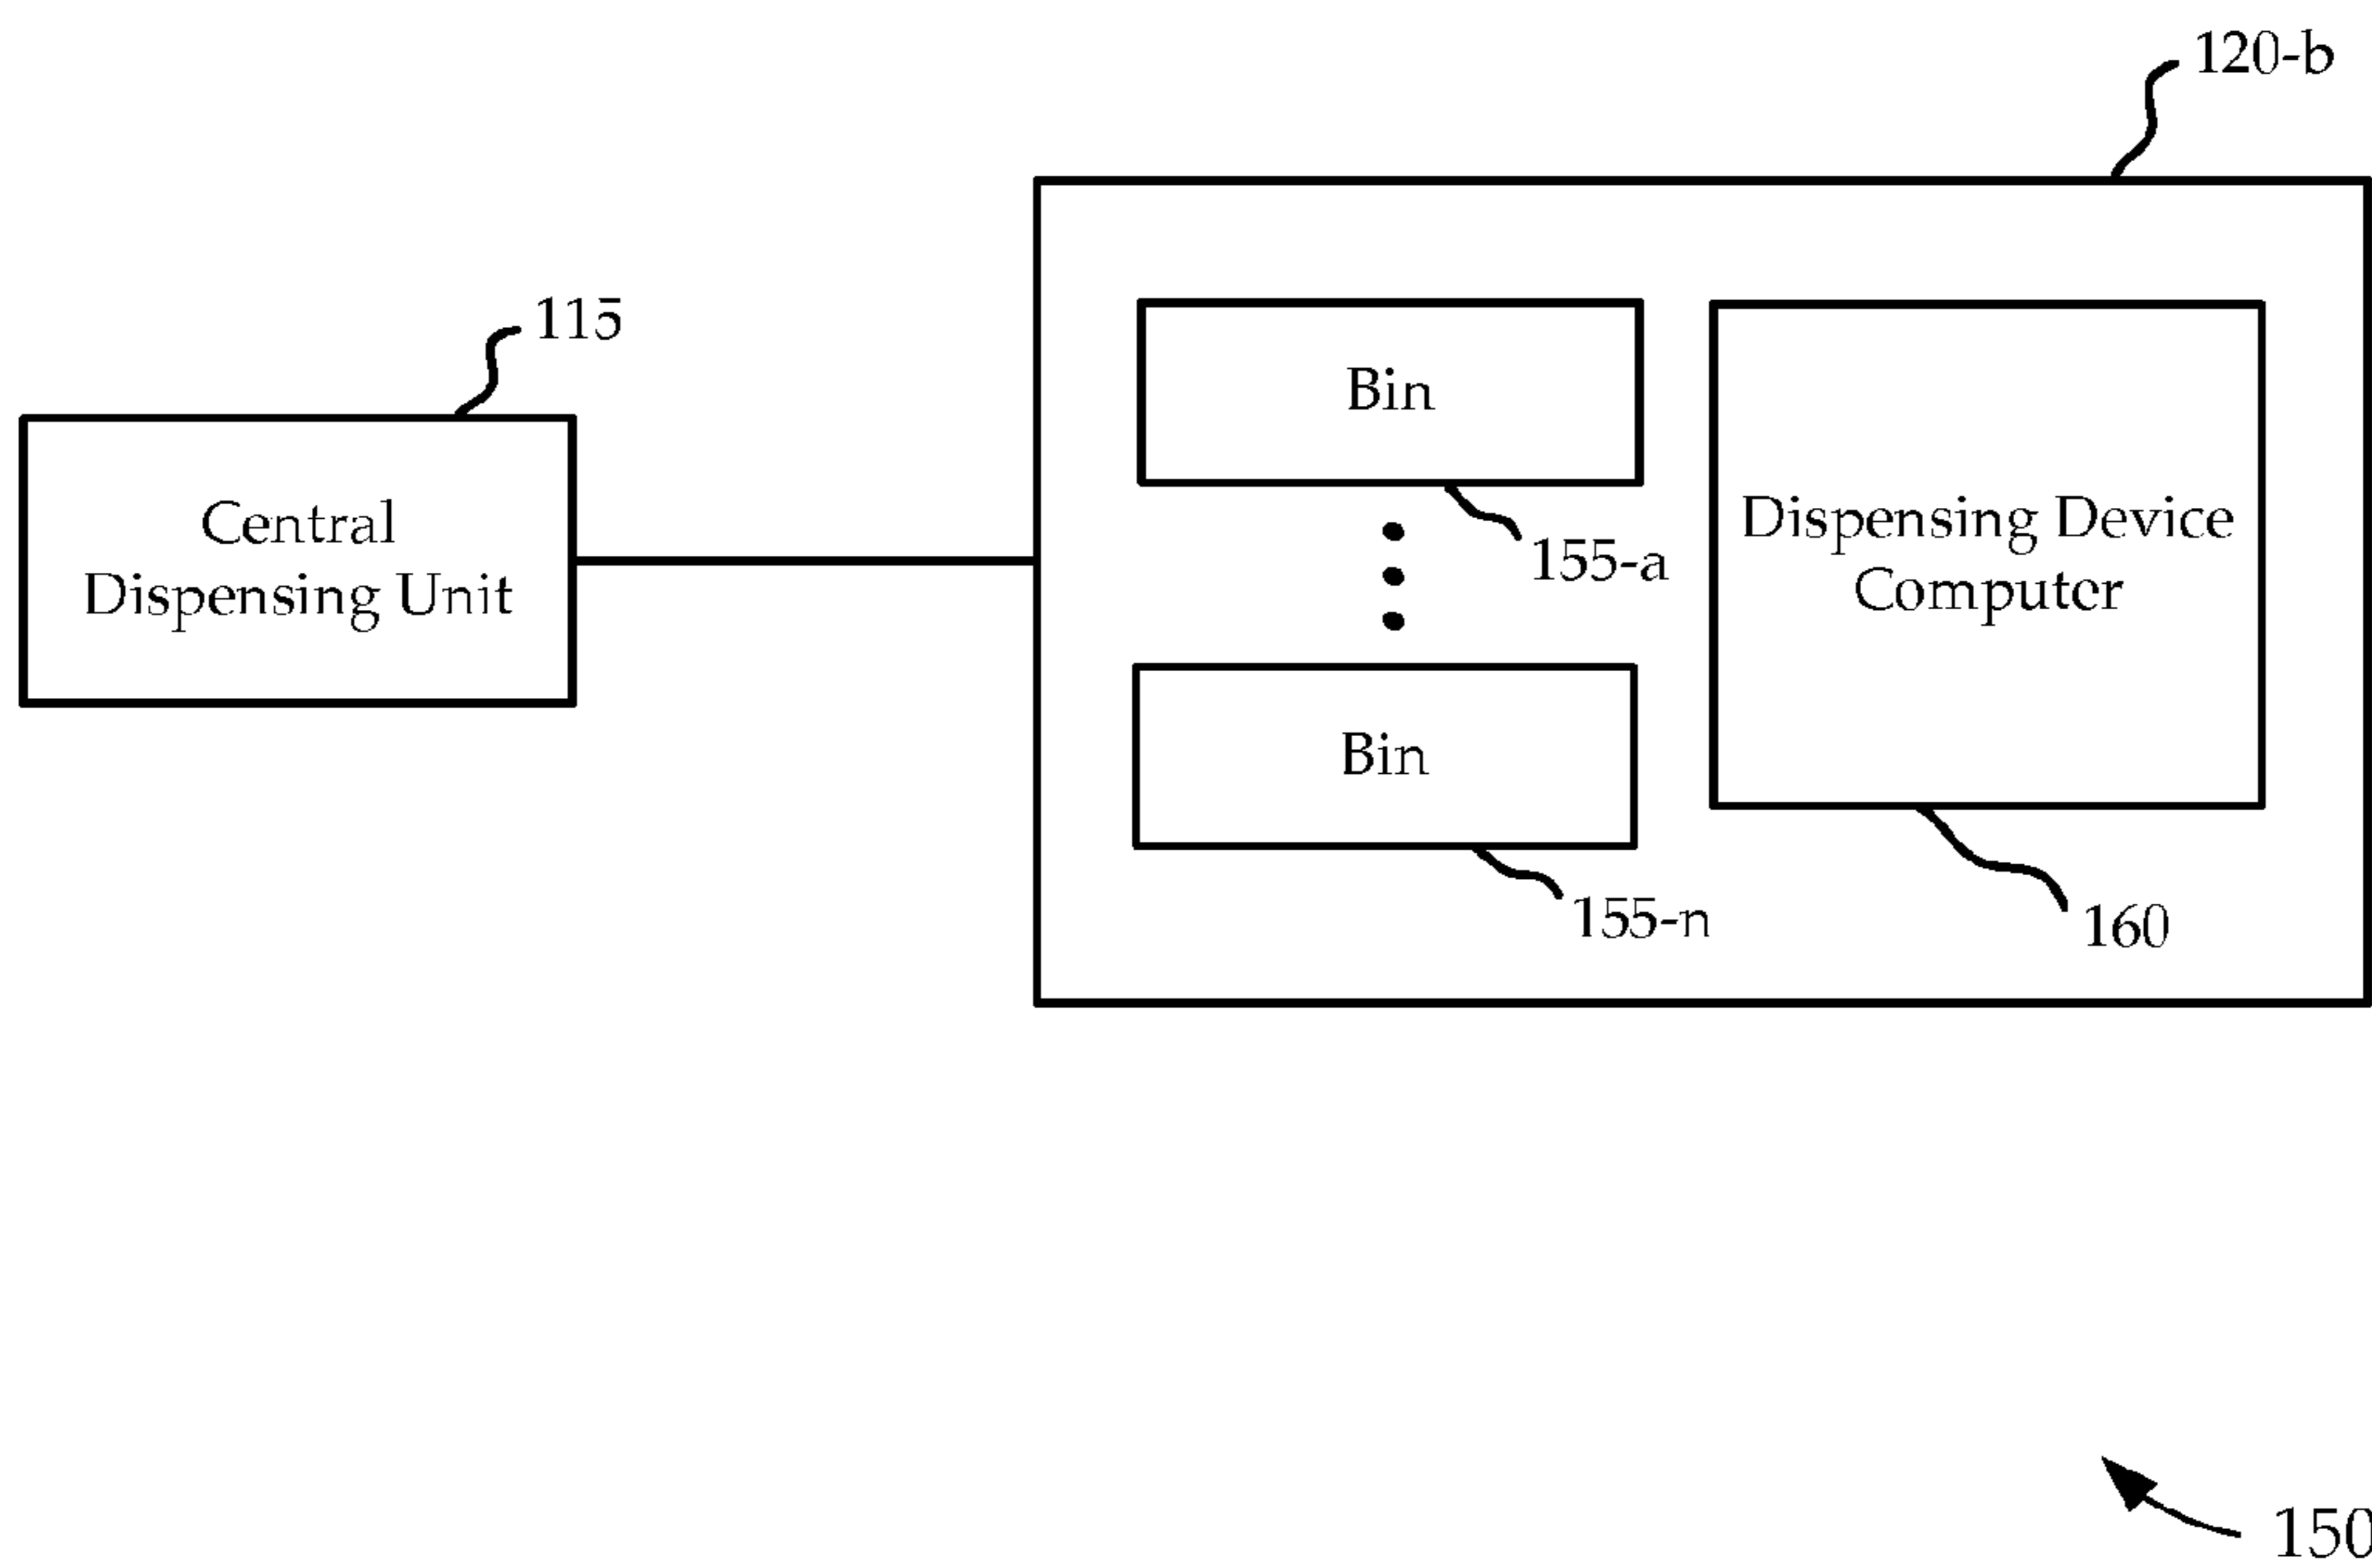 120-b
115
Central
Dispensing Unit
Bin
155-a
Dispensing Device
Computer
Bin
155-n
160
150